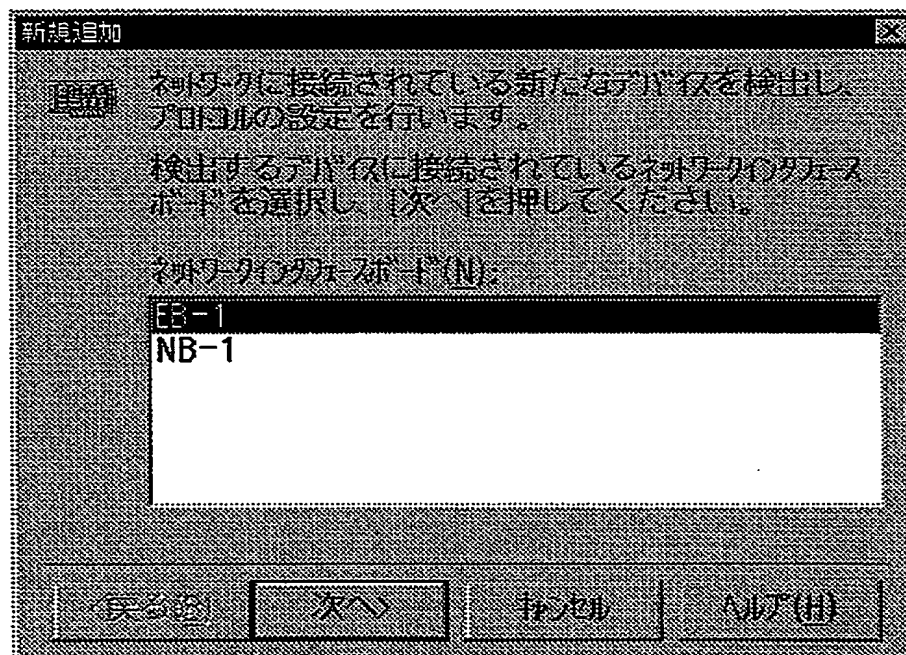 新規追加
ﾈｯﾄﾜｰｸに接続されている新たなﾃﾞﾊﾞｲｽを検出し、
ﾌﾟﾛﾄｺﾙの設定を行います。
検出するﾃﾞﾊﾞｲｽに接続されているﾈｯﾄﾜｰｸｲﾝﾀﾌｪｰｽ
ﾎﾞｰﾄﾞを選択し、[次へ]を押してください。
ﾈｯﾄﾜｰｸｲﾝﾀﾌｪｰｽﾎﾞｰﾄﾞ(N):
EB-1
NB-1
<戻る(B)
次へ>
ｷｬﾝｾﾙ
ﾍﾙﾌﾟ(H)